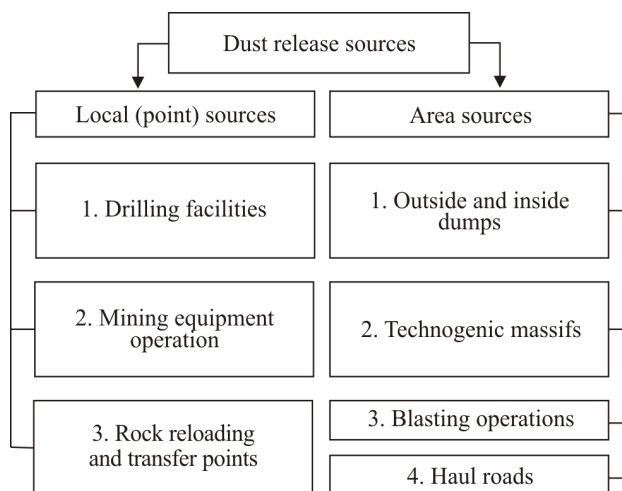 Dust release sources
Local (point) sources
Area sources
1. Drilling facilities
1. Outside and inside
dumps
2. Mining equipment
operation
2. Technogenic massifs
3. Rock reloading
and transfer points
3. Blasting operations
4. Haul roads